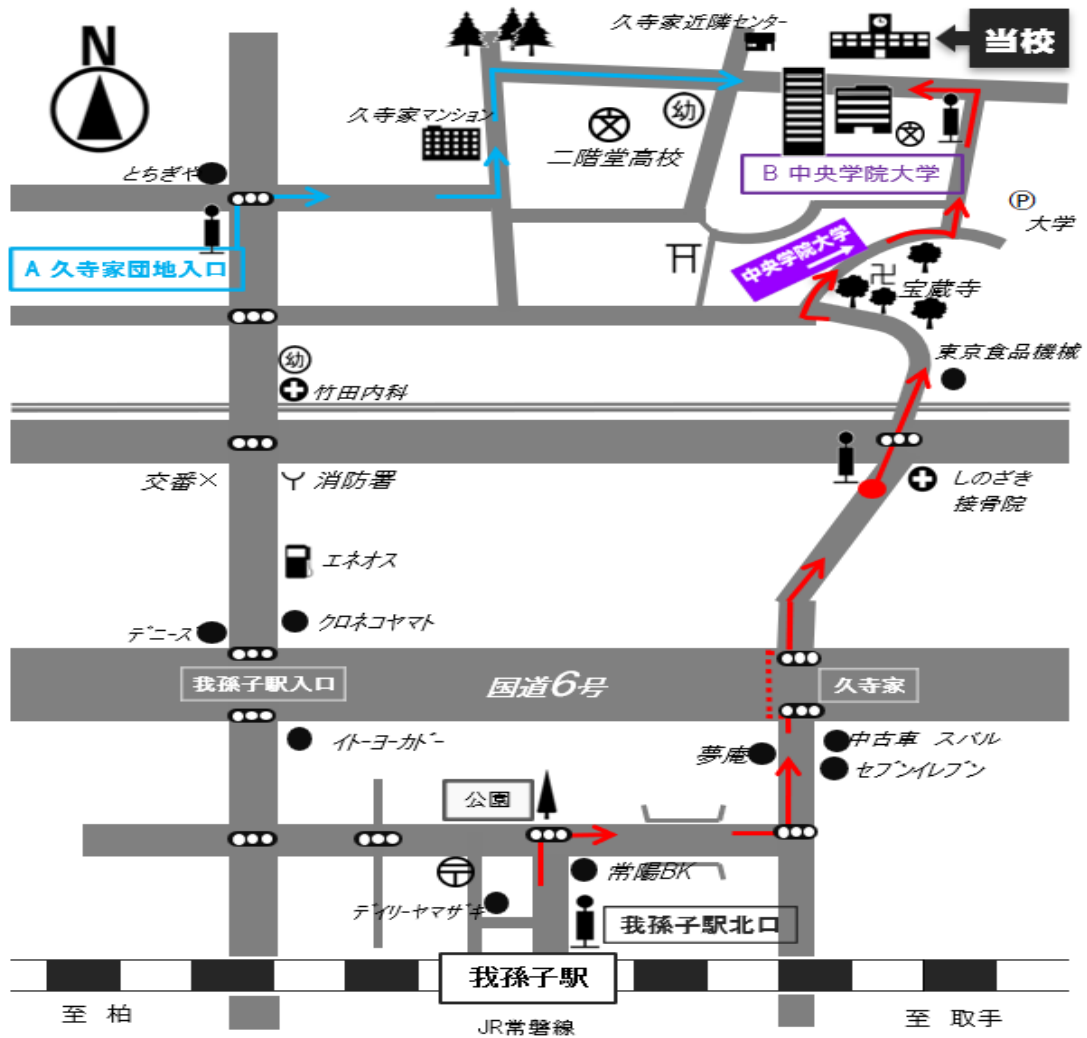 N
久寺家近隣センター
当校
久寺家マンション
幼
二階堂高校
文
文
とちぎや
B 中央学院大学
P
大学
A 久寺家団地入口
中央学院大学
卍
宝蔵寺
東京食品機械
幼
竹田内科
交番×
消防署
しのざき
接骨院
エネオス
クロネコヤマト
デニーズ
我孫子駅入口
国道6号
久寺家
イトーヨーカドー
夢庵
中古車 スバル
セブンイレブン
公園
〒
常陽BK
デイリーヤマザキ
我孫子駅北口
我孫子駅
至 柏
JR常磐線
至 取手